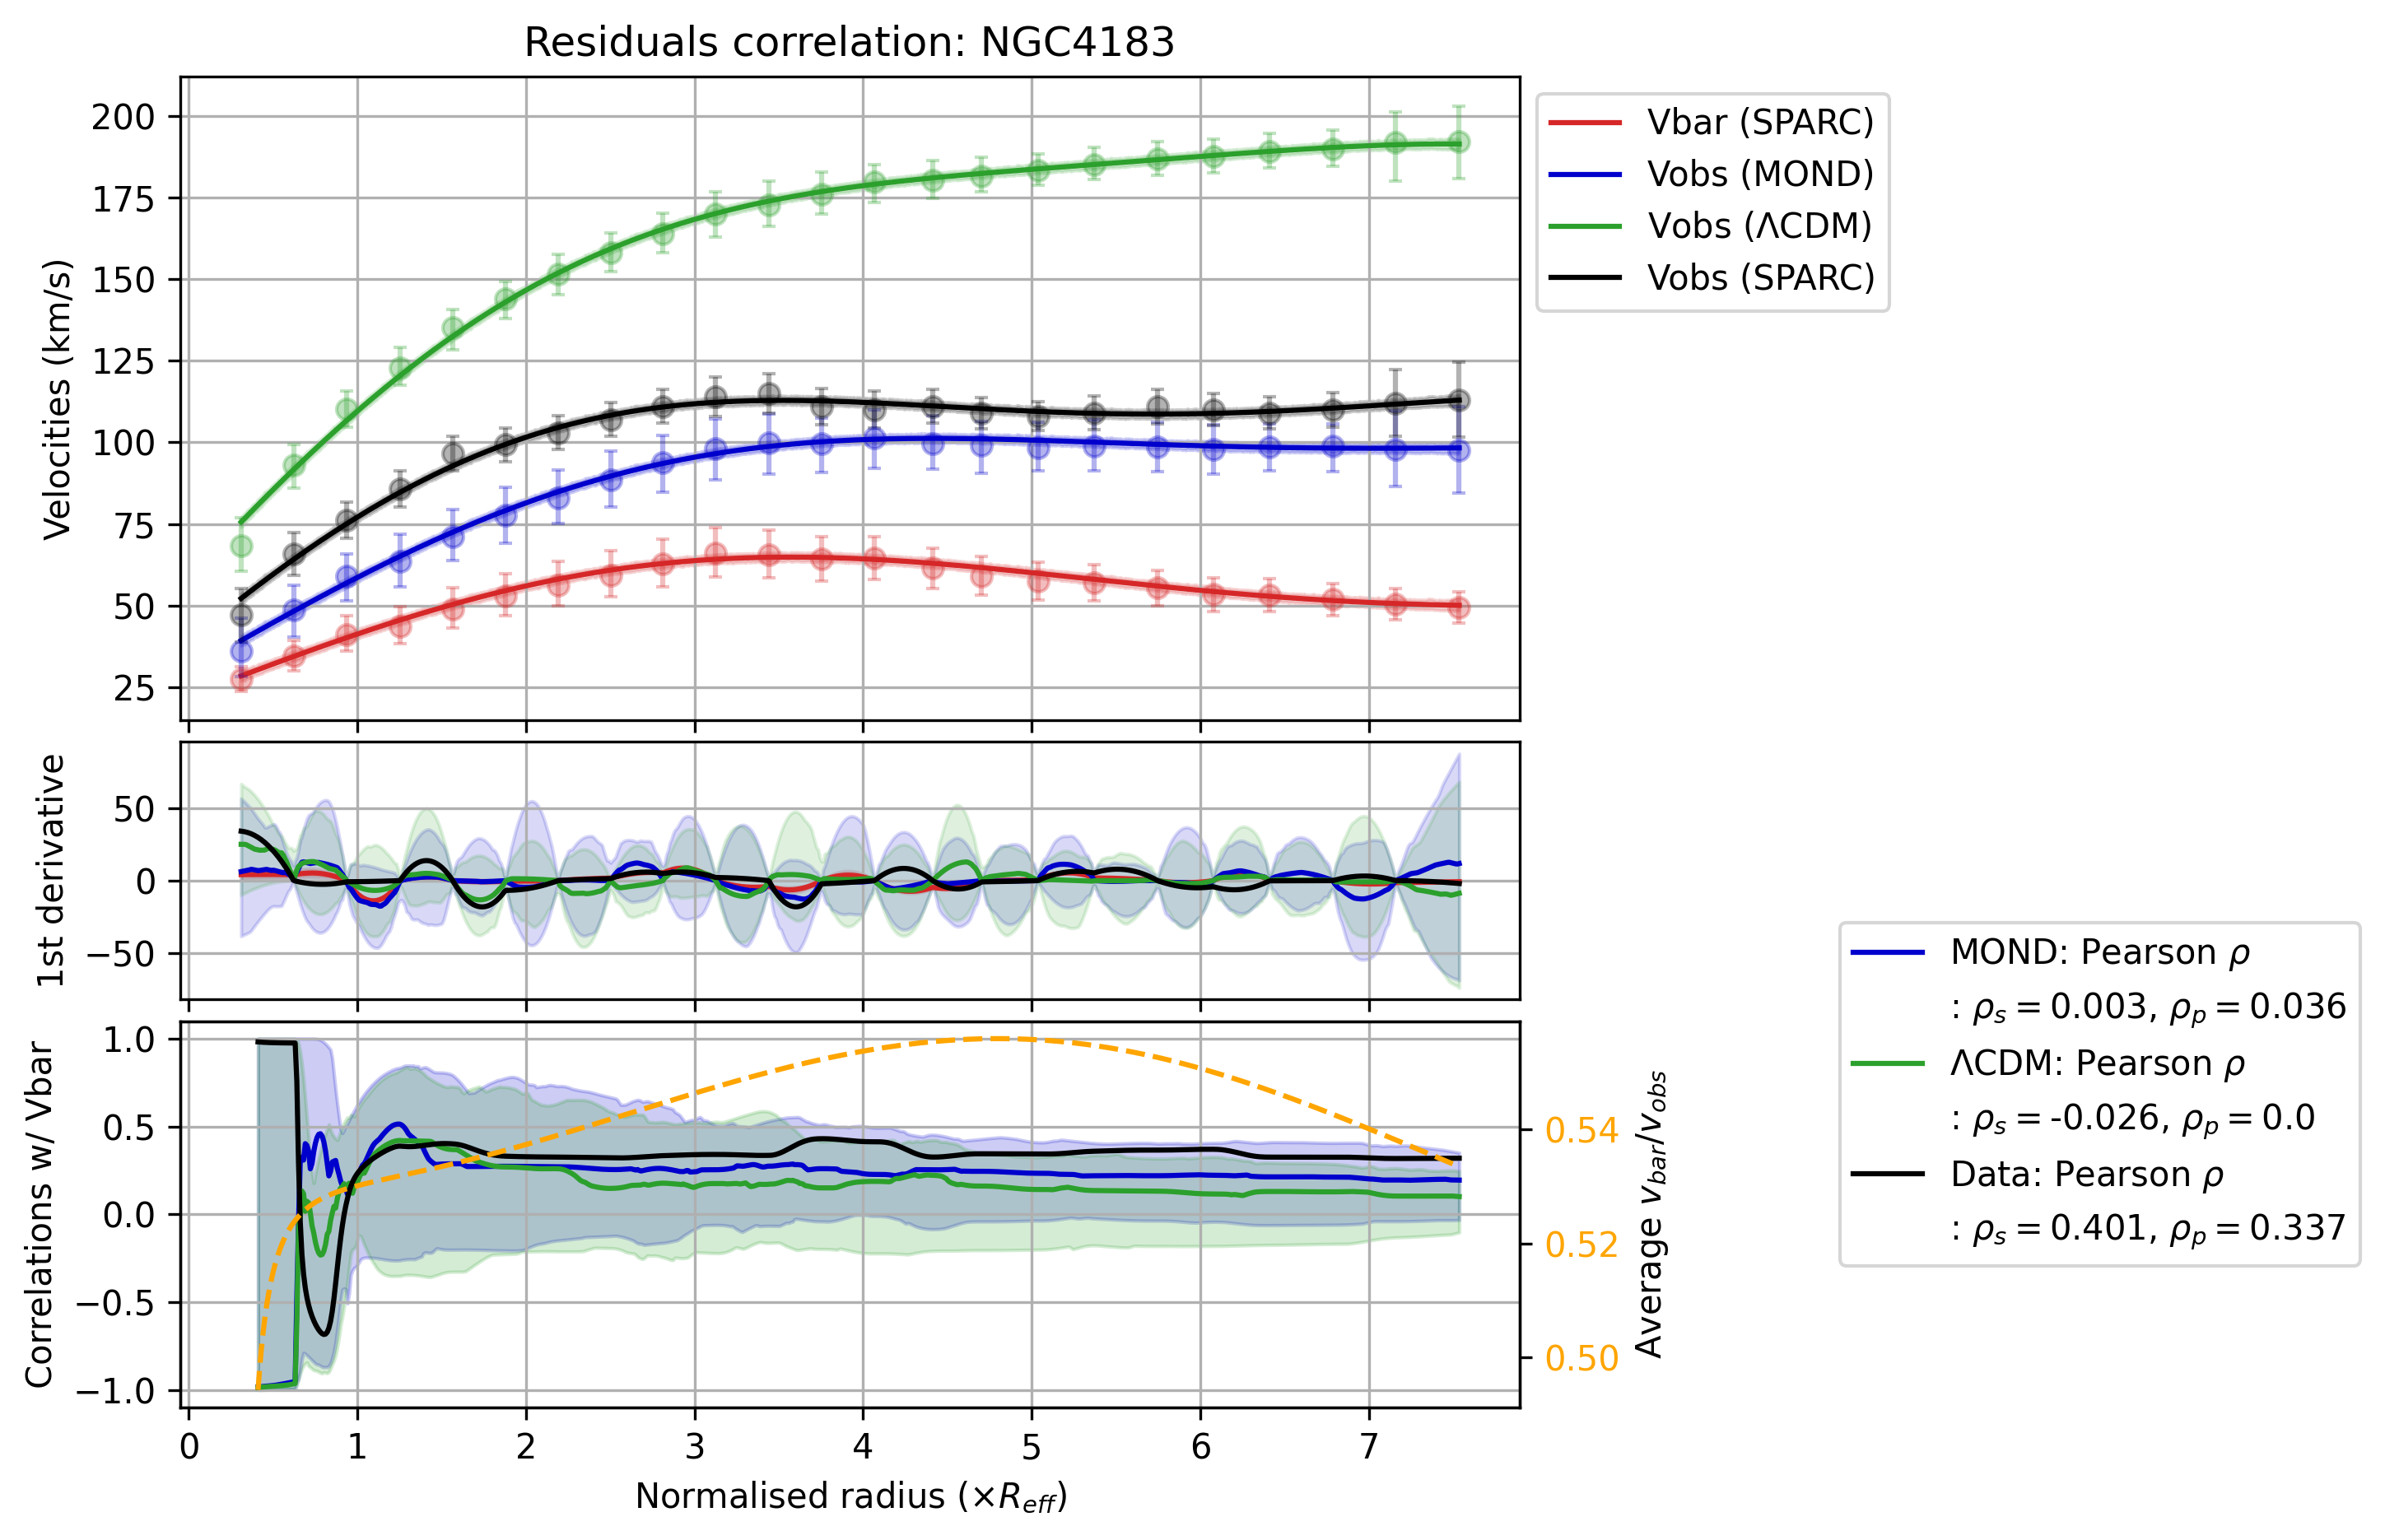 Residuals correlation: NGC4183
Velocities (km/s)
200
175
150
125
100
75
50
25
Vbar (SPARC)
Vobs (MOND)
Vobs (ΛCDM)
Vobs (SPARC)
1st derivative
50
0
−50
Correlations w/ Vbar
1.0
0.5
0.0
−0.5
−1.0
0.54
0.52
0.50
Average v_bar/v_obs
MOND: Pearson ρ
: ρ_s = 0.003, ρ_p = 0.036
ΛCDM: Pearson ρ
: ρ_s = -0.026, ρ_p = 0.0
Data: Pearson ρ
: ρ_s = 0.401, ρ_p = 0.337
0 1 2 3 4 5 6 7
Normalised radius (×R_eff)